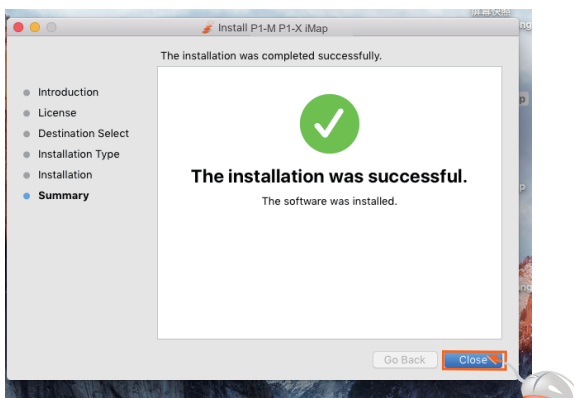 Install P1-M P1-X iMap
The installation was completed successfully.
Introduction
License
Destination Select
Installation Type
Installation
Summary
The installation was successful.
The software was installed.
Go Back
Close